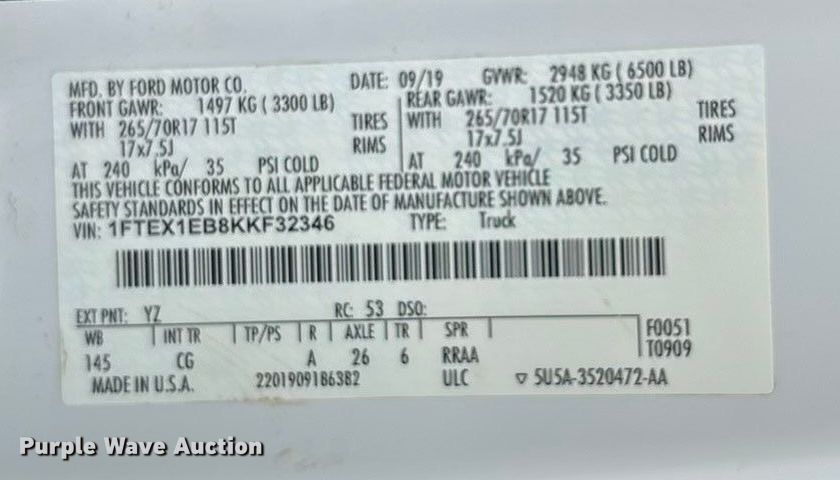 MFD. BY FORD MOTOR CO. DATE: 09/19 GVWR: 2948 KG ( 6500 LB)
FRONT GAWR: 1497 KG ( 3300 LB) REAR GAWR: 1520 KG ( 3350 LB)
WITH 265/70R17 115T TIRES WITH 265/70R17 115T TIRES
17x7.5J RIMS 17x7.5J RIMS
AT 240 kPa/ 35 PSI COLD AT 240 kPa/ 35 PSI COLD
THIS VEHICLE CONFORMS TO ALL APPLICABLE FEDERAL MOTOR VEHICLE
SAFETY STANDARDS IN EFFECT ON THE DATE OF MANUFACTURE SHOWN ABOVE.
VIN: 1FTEX1EB8KKF32346 TYPE: Truck
EXT PNT: YZ RC: 53 DSO:
WB INT TR TP/PS R AXLE TR SPR F0051
145 CG A 26 6 RRAA T0909
MADE IN U.S.A. 220190918638​2 ULC ▽ 5U5A-3520472-AA
Purple Wave Auction